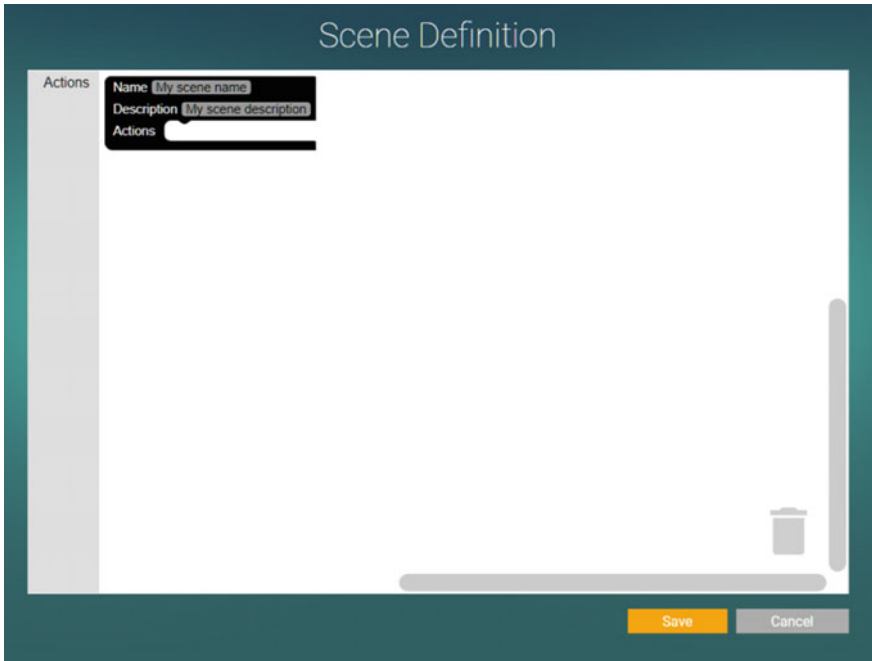 Scene Definition
Actions
Name My scene name
Description My scene description
Actions
Save Cancel